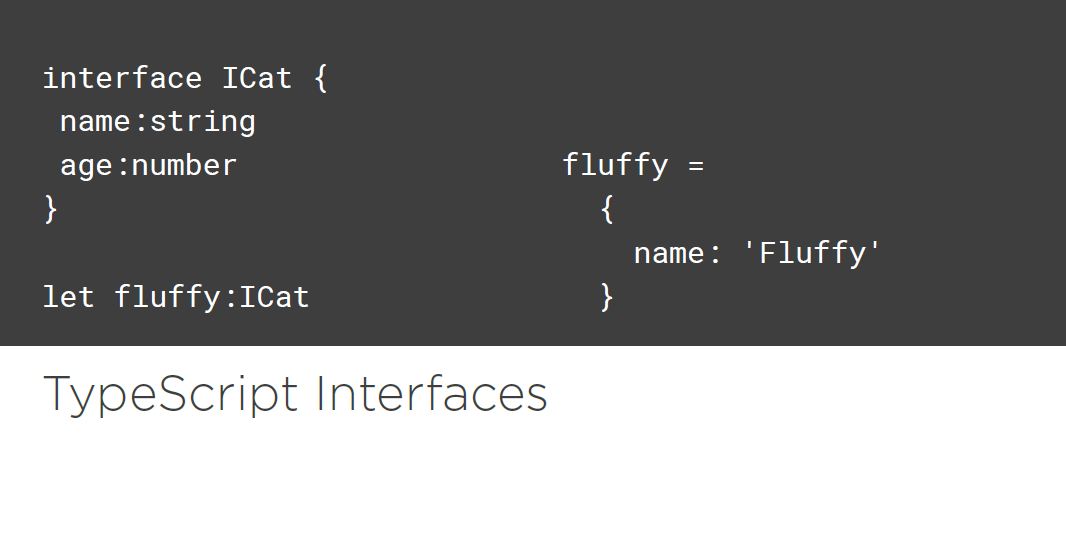 interface ICat {
name:string
age:number
}
let fluffy:ICat
fluffy =
{
name: 'Fluffy'
}
TypeScript Interfaces